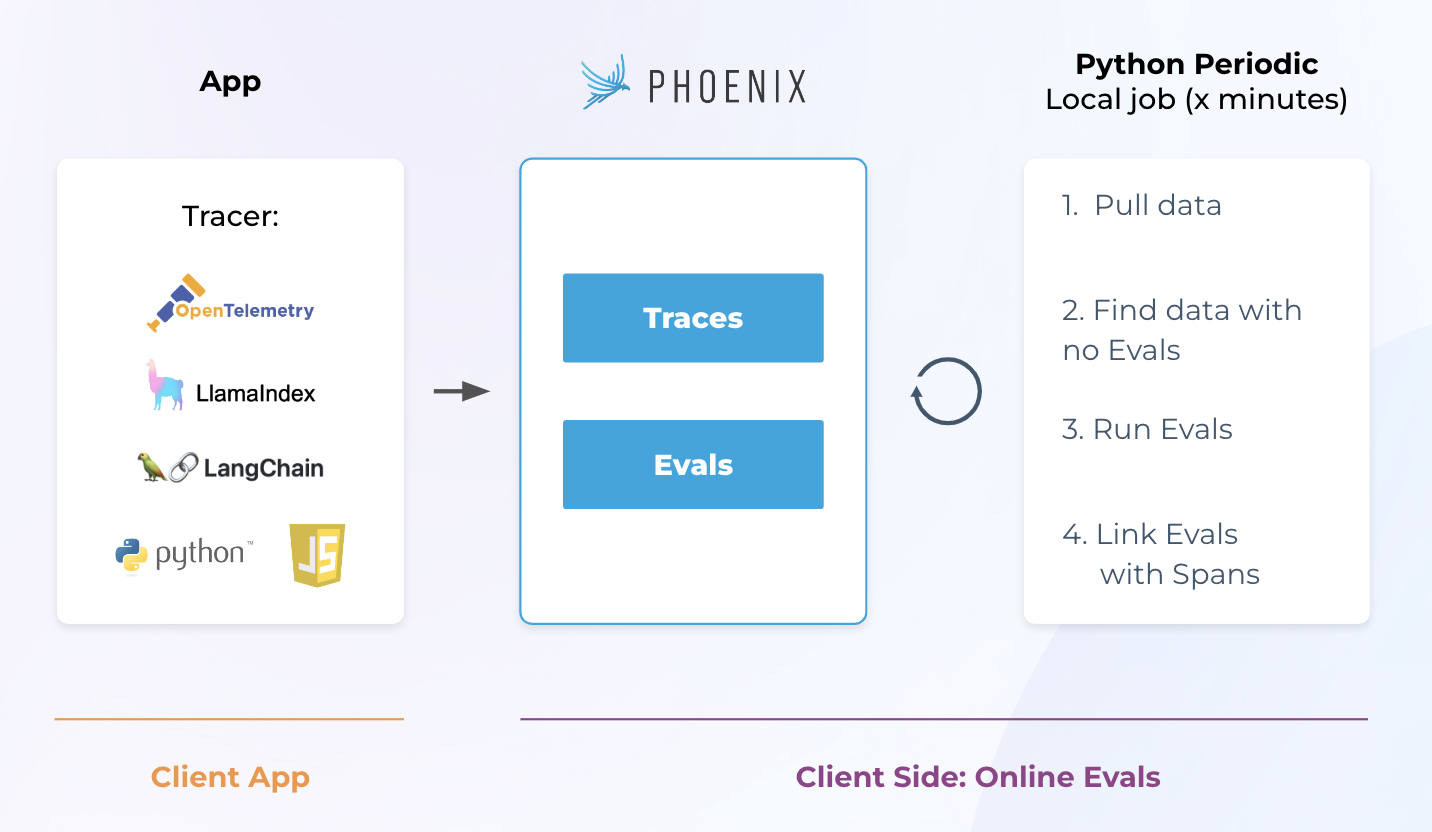 App
PHOENIX
Python Periodic
Local job (x minutes)
Tracer:
OpenTelemetry
LlamaIndex
LangChain
python™
JS
Traces
Evals
1. Pull data
2. Find data with
no Evals
3. Run Evals
4. Link Evals
with Spans
Client App
Client Side: Online Evals